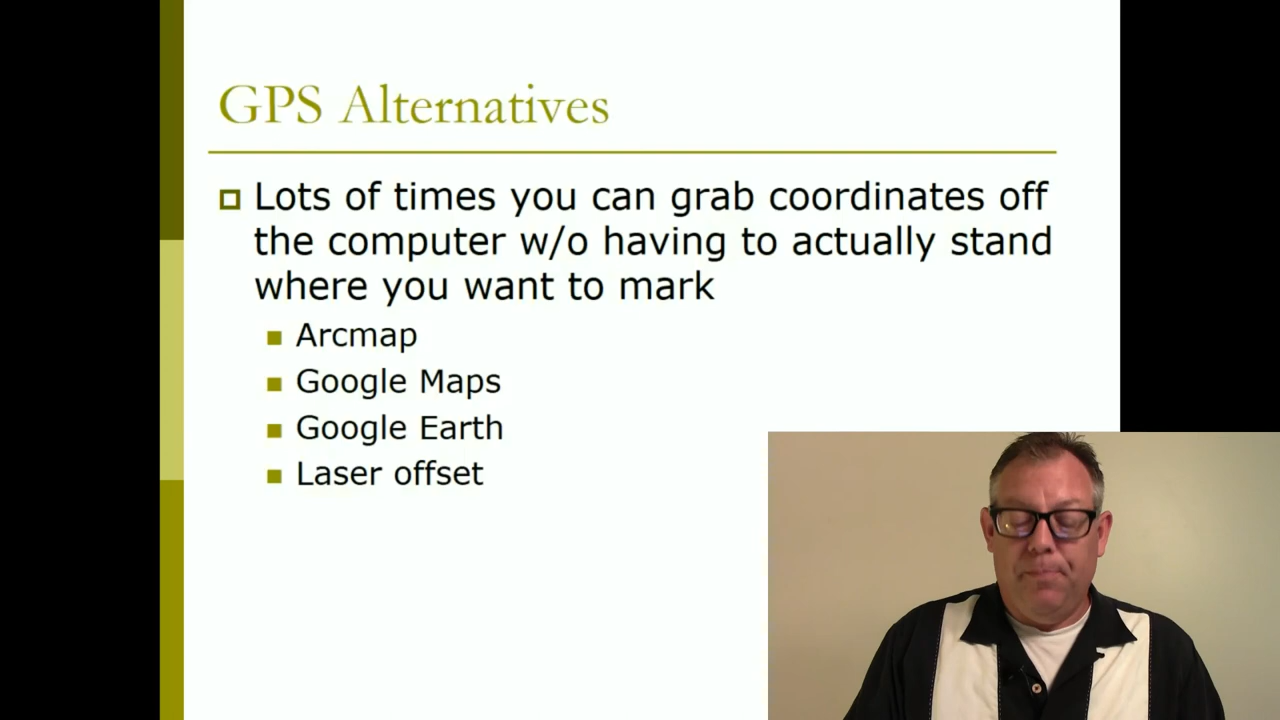 GPS Alternatives
Lots of times you can grab coordinates off
the computer w/o having to actually stand
where you want to mark
Arcmap
Google Maps
Google Earth
Laser offset